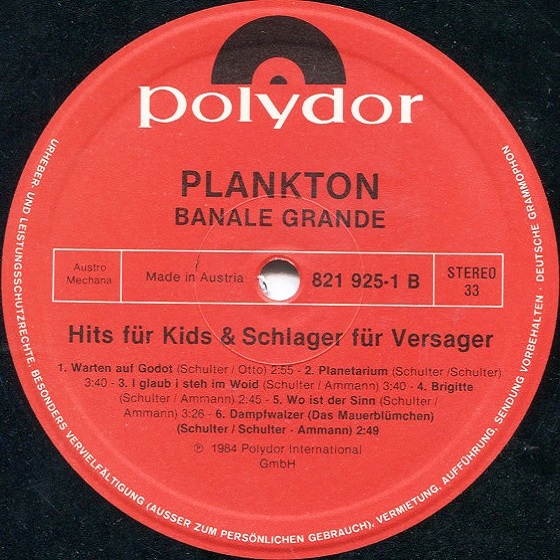 polydor
PLANKTON
BANALE GRANDE
Austro
Mechana
Made in Austria
821 925-1 B
STEREO
33
Hits für Kids & Schlager für Versager
1. Warten auf Godot (Schulter / Otto) 2:55 - 2. Planetarium (Schulter /Schulter)
3:40 - 3. I glaub i steh im Woid (Schulter / Ammann) 3:40 - 4. Brigitte
(Schulter / Ammann) 2:45 - 5. Wo ist der Sinn (Schulter /
Ammann) 3:26 - 6. Dampfwalzer (Das Mauerblümchen)
(Schulter / Schulter - Ammann) 2:49
℗ 1984 Polydor International
GmbH
URHEBER- UND LEISTUNGSSCHUTZRECHTE, BESONDERS VERVIELFÄLTIGUNG (AUSSER ZUM PERSÖNLICHEN GEBRAUCH), VERMIETUNG, AUFFÜHRUNG, SENDUNG VORBEHALTEN · DEUTSCHE GRAMMOPHON